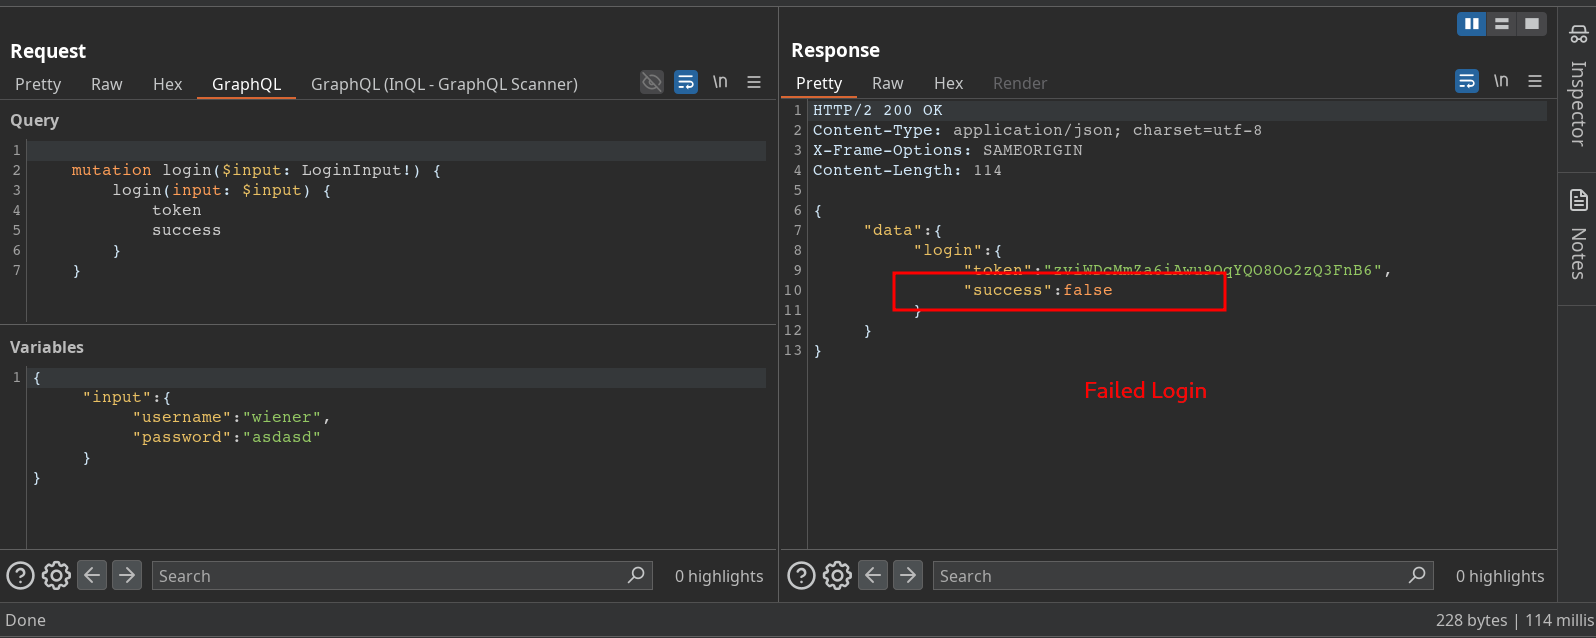 Request
Pretty Raw Hex GraphQL GraphQL (InQL - GraphQL Scanner) \n
Query
1
2 mutation login($input: LoginInput!) {
3 login(input: $input) {
4 token
5 success
6 }
7 }
Variables
1 {
"input":{
"username":"wiener",
"password":"asdasd"
}
}
Search 0 highlights
Response
Pretty Raw Hex Render \n
1 HTTP/2 200 OK
2 Content-Type: application/json; charset=utf-8
3 X-Frame-Options: SAMEORIGIN
4 Content-Length: 114
5
6 {
7 "data":{
8 "login":{
9 "token":
10 "success":false
11 }
12 }
13 }
Failed Login
Search 0 highlights
Inspector
Notes
Done
228 bytes | 114 millis